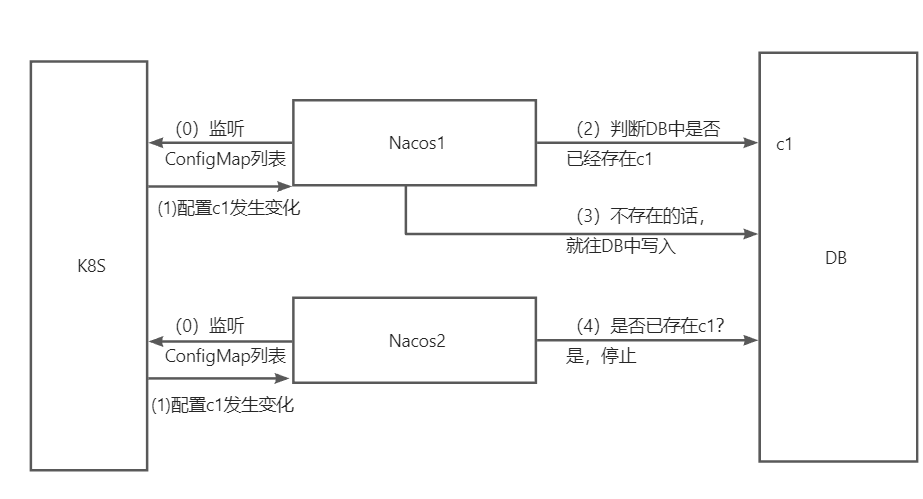 （0）监听
ConfigMap列表
Nacos1
（2）判断DB中是否
已经存在c1
c1
(1)配置c1发生变化
（3）不存在的话，
就往DB中写入
K8S
DB
（0）监听
ConfigMap列表
Nacos2
（4）是否已存在c1？
是，停止
(1)配置c1发生变化